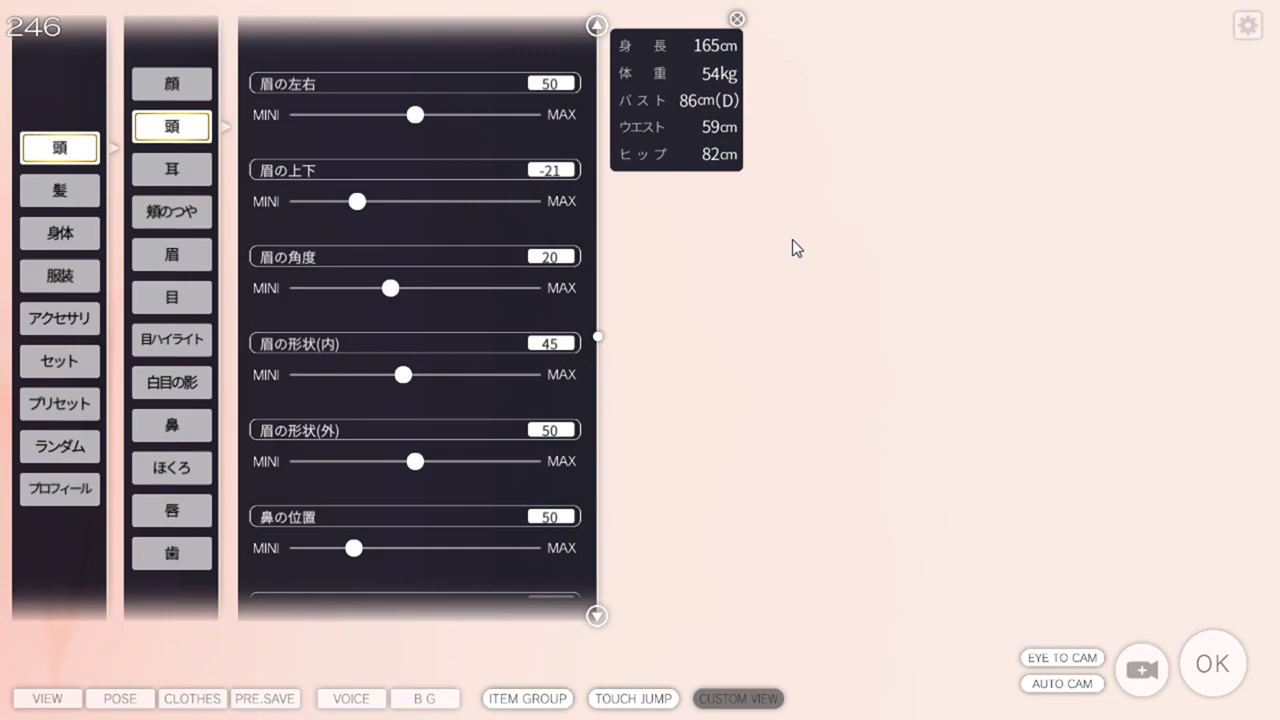 246
頭
髪
身体
服装
アクセサリ
セット
プリセット
ランダム
プロフィール
顔
頭
耳
頬のつや
眉
目
目ハイライト
白目の影
鼻
ほくろ
唇
歯
眉の左右 50
MINI MAX
眉の上下 -21
MINI MAX
眉の角度 20
MINI MAX
眉の形状(内) 45
MINI MAX
眉の形状(外) 50
MINI MAX
鼻の位置 50
MINI MAX
身長 165cm
体重 54kg
バスト 86cm(D)
ウエスト 59cm
ヒップ 82cm
EYE TO CAM
AUTO CAM
OK
VIEW POSE CLOTHES PRE.SAVE VOICE B G ITEM GROUP TOUCH JUMP CUSTOM VIEW